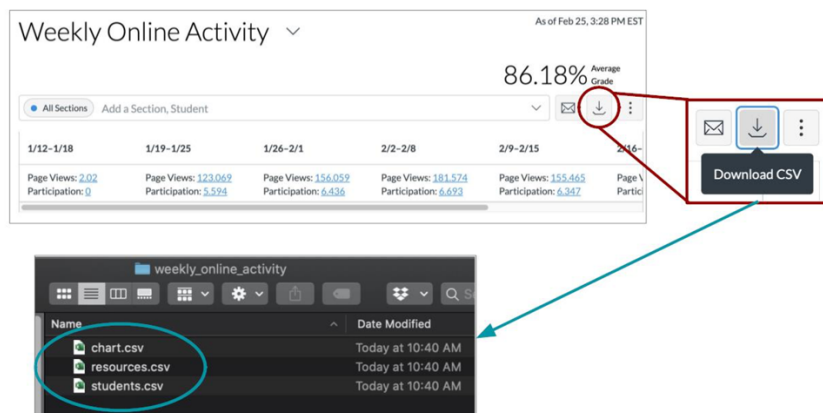 Weekly Online Activity
As of Feb 25, 3:28 PM EST
86.18% Average Grade
All Sections Add a Section, Student
1/12-1/18 1/19-1/25 1/26-2/1 2/2-2/8 2/9-2/15 2/16-
Page Views: 2.02 Page Views: 123.069 Page Views: 156.059 Page Views: 181.574 Page Views: 155.465 Page V
Participation: 0 Participation: 5.594 Participation: 6.436 Participation: 6.693 Participation: 6.347 Partici
Download CSV
weekly_online_activity
Name Date Modified
chart.csv Today at 10:40 AM
resources.csv Today at 10:40 AM
students.csv Today at 10:40 AM